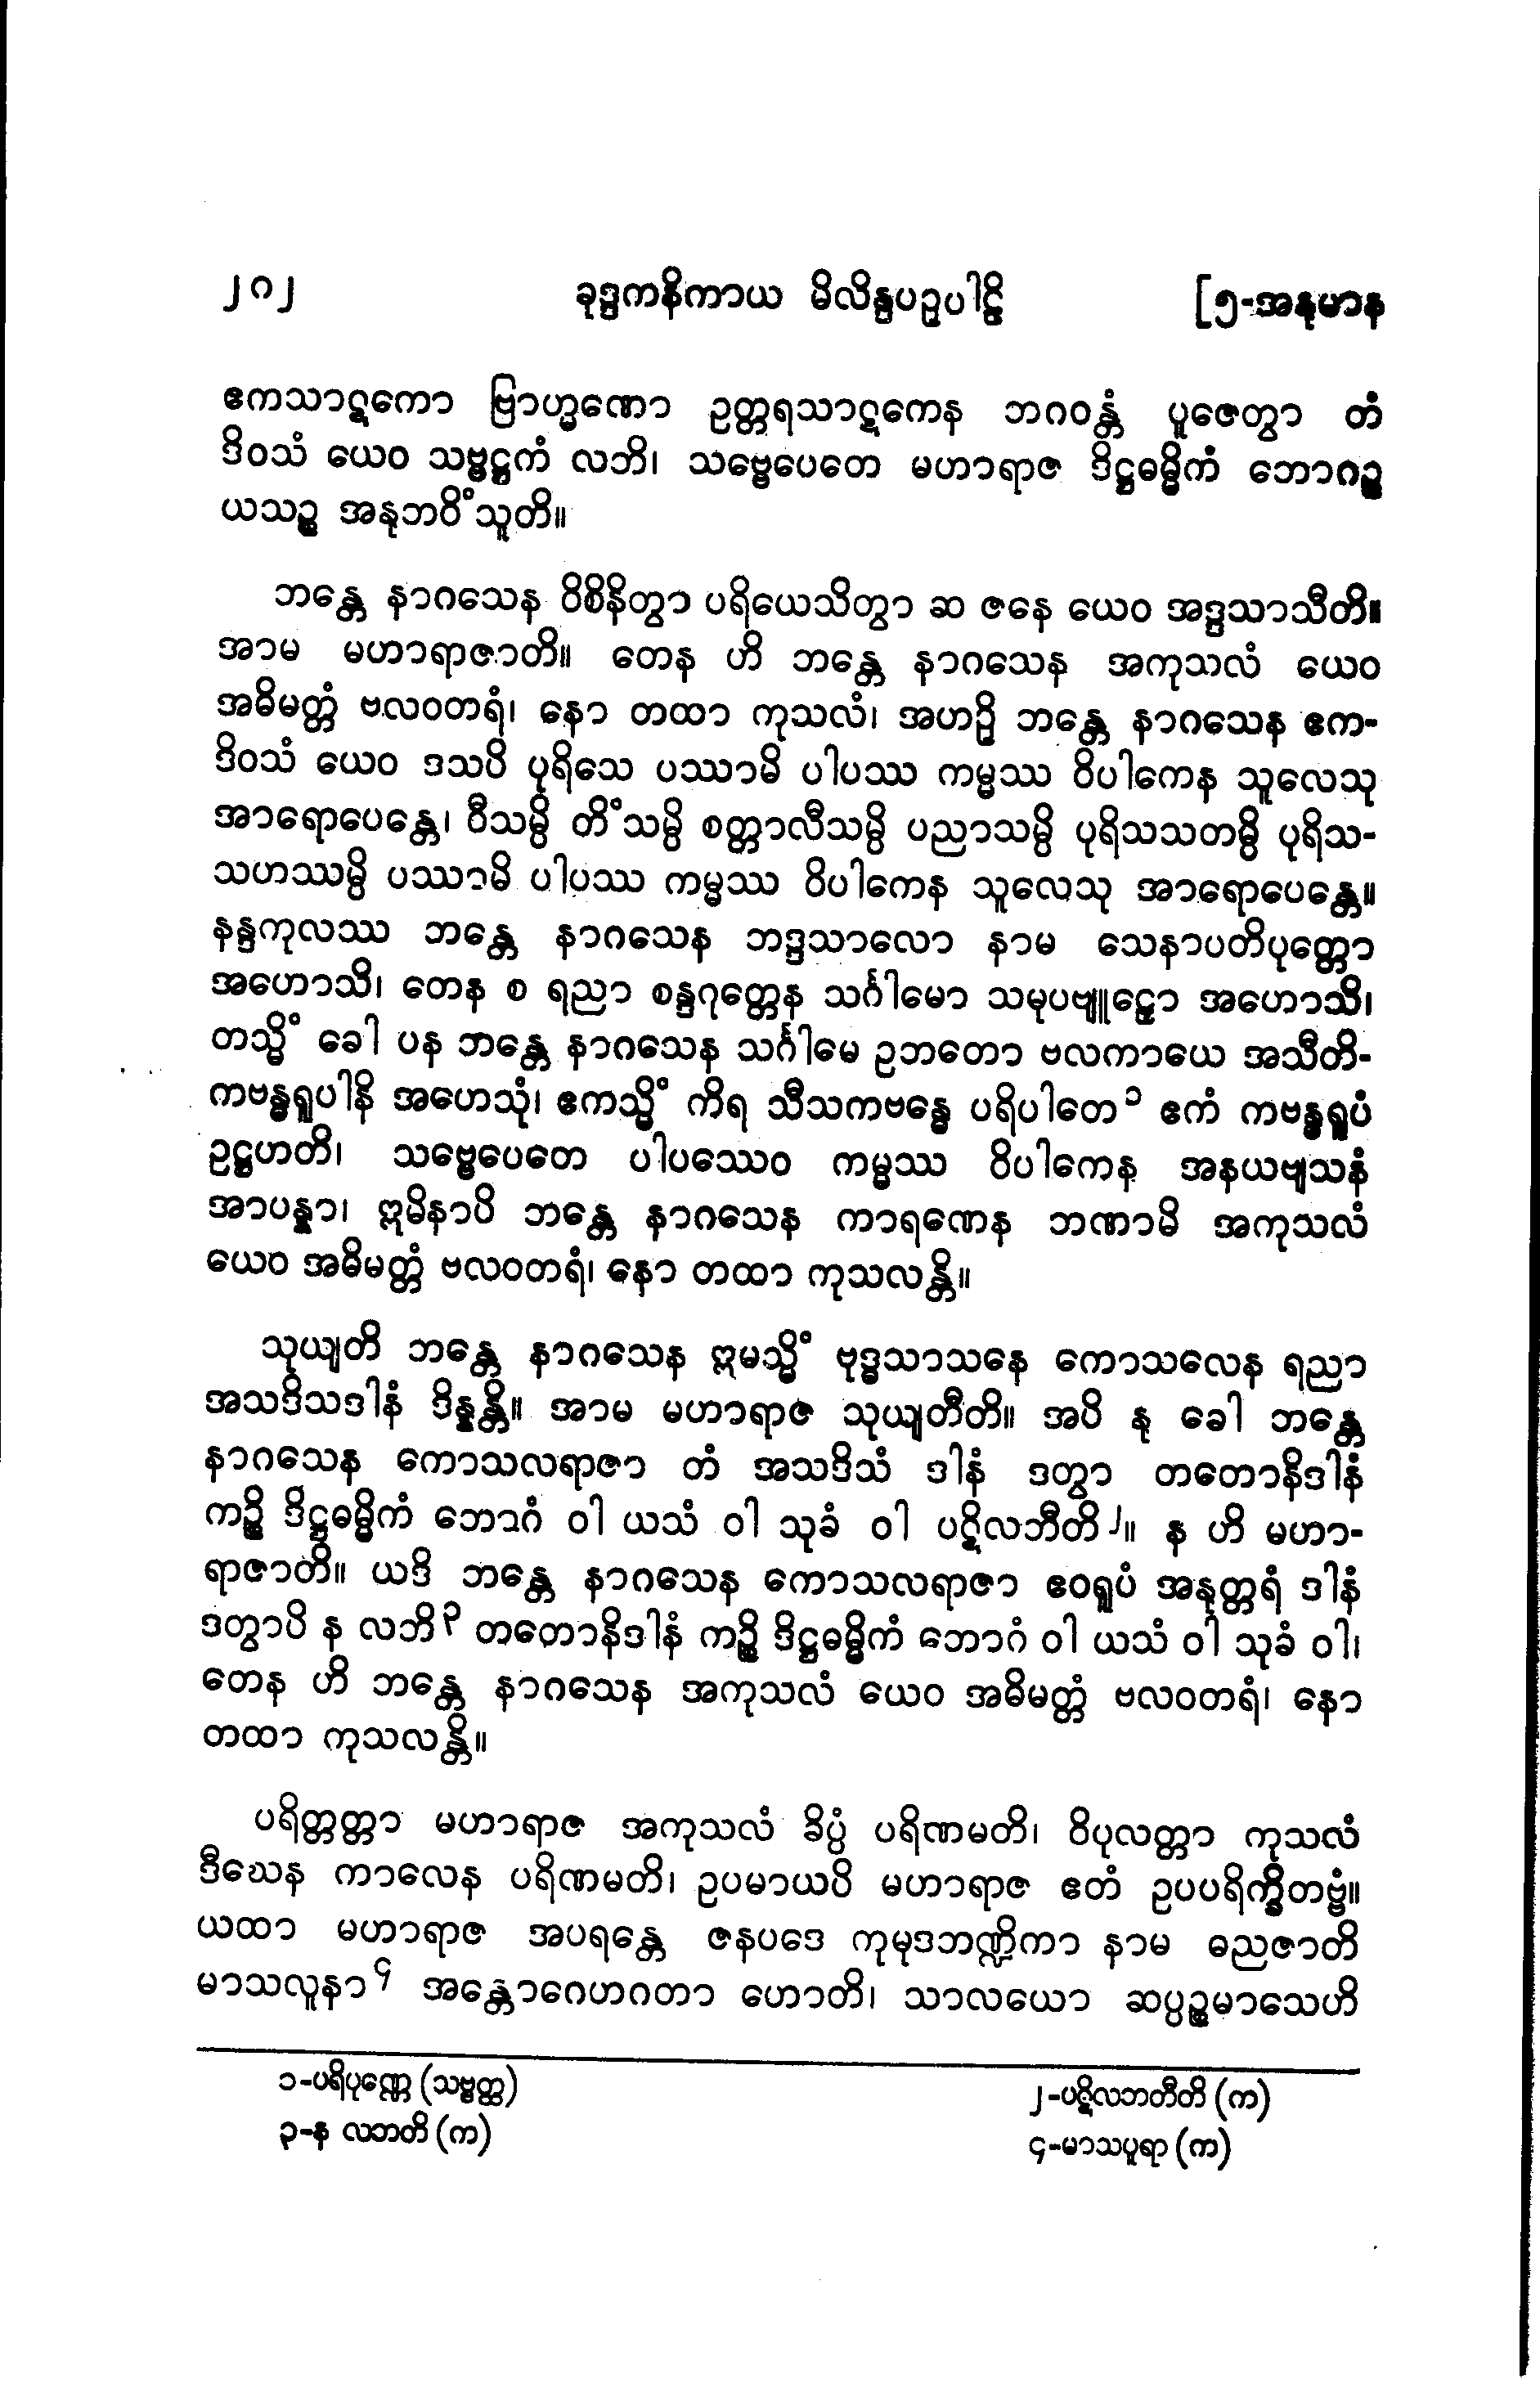 ၂၈၂ ခုဒ္ဒကနိကာယ မိလိန္ဒပဉှပါဠိ [၅-အနုမာန
ဧကသာဋကော ဗြာဟ္မဏော ဥတ္တရသာဋကေန ဘဂဝန္တံ ပူဇေတွာ တံ
ဒိဝသံ ယေဝ သဗ္ဗဋ္ဌကံ လဘိ၊ သဗ္ဗေပေတေ မဟာရာဇ ဒိဋ္ဌဓမ္မိကံ ဘောဂဉ္စ
ယသဉ္စ အနုဘဝိံသူတိ။
ဘန္တေ နာဂသေန ဝိစိနိတွာ ပရိယေသိတွာ ဆ ဇနေ ယေဝ အဒ္ဒသာသီတိ။
အာမ မဟာရာဇာတိ။ တေန ဟိ ဘန္တေ နာဂသေန အကုသလံ ယေဝ
အဓိမတ္တံ ဗလဝတရံ၊ နော တထာ ကုသလံ၊ အဟဉှိ ဘန္တေ နာဂသေန ဧက-
ဒိဝသံ ယေဝ ဒသပိ ပုရိသေ ပဿာမိ ပါပဿ ကမ္မဿ ဝိပါကေန သူလေသု
အာရောပေန္တေ၊ ဝီသမ္ပိ တိံသမ္ပိ စတ္တာလီသမ္ပိ ပညာသမ္ပိ ပုရိသသတမ္ပိ ပုရိသ-
သဟဿမ္ပိ ပဿာမိ ပါပဿ ကမ္မဿ ဝိပါကေန သူလေသု အာရောပေန္တေ။
နန္ဒကုလဿ ဘန္တေ နာဂသေန ဘဒ္ဒသာလော နာမ သေနာပတိပုတ္တော
အဟောသိ၊ တေန စ ရညာ စန္ဒဂုတ္တေန သင်္ဂါမော သမုပဗျူဠှော အဟောသိ၊
တသ္မိံ ခေါ ပန ဘန္တေ နာဂသေန သင်္ဂါမေ ဥဘတော ဗလကာယေ အသီတိ-
ကဗန္ဓရူပါနိ အဟေသုံ၊ ဧကသ္မိံ ကိရ သီသကဗန္ဓေ ပရိပါတေ ၁ ဧကံ ကဗန္ဓရူပံ
ဥဋ္ဌဟတိ၊ သဗ္ဗေပေတေ ပါပဿေဝ ကမ္မဿ ဝိပါကေန အနယဗျသနံ
အာပန္နာ၊ ဣမိနာပိ ဘန္တေ နာဂသေန ကာရဏေန ဘဏာမိ အကုသလံ
ယေဝ အဓိမတ္တံ ဗလဝတရံ၊ နော တထာ ကုသလန္တိ။
သုယျတိ ဘန္တေ နာဂသေန ဣမသ္မိံ ဗုဒ္ဓသာသနေ ကောသလေန ရညာ
အသဒိသဒါနံ ဒိန္နန္တိ။ အာမ မဟာရာဇ သုယျတီတိ။ အပိ နု ခေါ ဘန္တေ
နာဂသေန ကောသလရာဇာ တံ အသဒိသံ ဒါနံ ဒတွာ တတောနိဒါနံ
ကဉ္စိ ဒိဋ္ဌဓမ္မိကံ ဘောဂံ ဝါ ယသံ ဝါ သုခံ ဝါ ပဋိလဘီတိ ၂။ န ဟိ မဟာ-
ရာဇာတိ။ ယဒိ ဘန္တေ နာဂသေန ကောသလရာဇာ ဧဝရူပံ အနုတ္တရံ ဒါနံ
ဒတွာပိ န လဘိ ၃ တတောနိဒါနံ ကဉ္စိ ဒိဋ္ဌဓမ္မိကံ ဘောဂံ ဝါ ယသံ ဝါ သုခံ ဝါ၊
တေန ဟိ ဘန္တေ နာဂသေန အကုသလံ ယေဝ အဓိမတ္တံ ဗလဝတရံ၊ နော
တထာ ကုသလန္တိ။
ပရိတ္တတ္တာ မဟာရာဇ အကုသလံ ခိပ္ပံ ပရိဏမတိ၊ ဝိပုလတ္တာ ကုသလံ
ဒီဃေန ကာလေန ပရိဏမတိ၊ ဥပမာယပိ မဟာရာဇ ဧတံ ဥပပရိက္ခိတဗ္ဗံ။
ယထာ မဟာရာဇ အပရန္တေ ဇနပဒေ ကုမုဒဘဏ္ဍိကာ နာမ ဓညဇာတိ
မာသလူနာ ၄ အန္တောဂေဟဂတာ ဟောတိ၊ သာလယော ဆပ္ပဉ္စမာသေဟိ
၁-ပရိပုဏ္ဏေ (သဗ္ဗတ္ထ) ၂-ပဋိလဘတီတိ (က)
၃-န လဘတိ (က) ၄-မာသပူရာ (က)